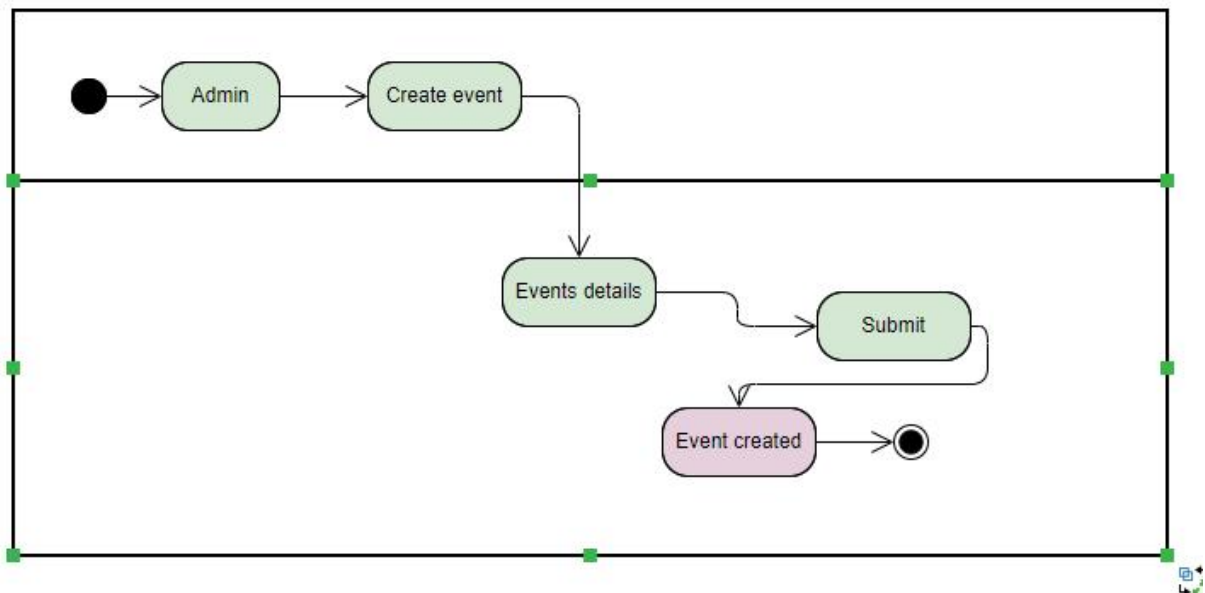 Admin
Create event
Events details
Submit
Event created